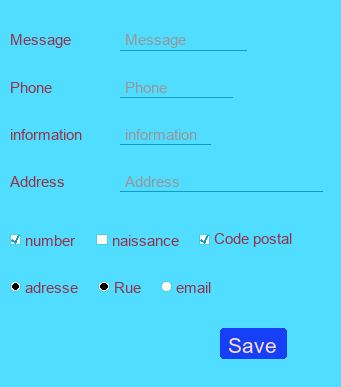 Message Message
Phone Phone
information information
Address Address
number naissance Code postal
adresse Rue email
Save